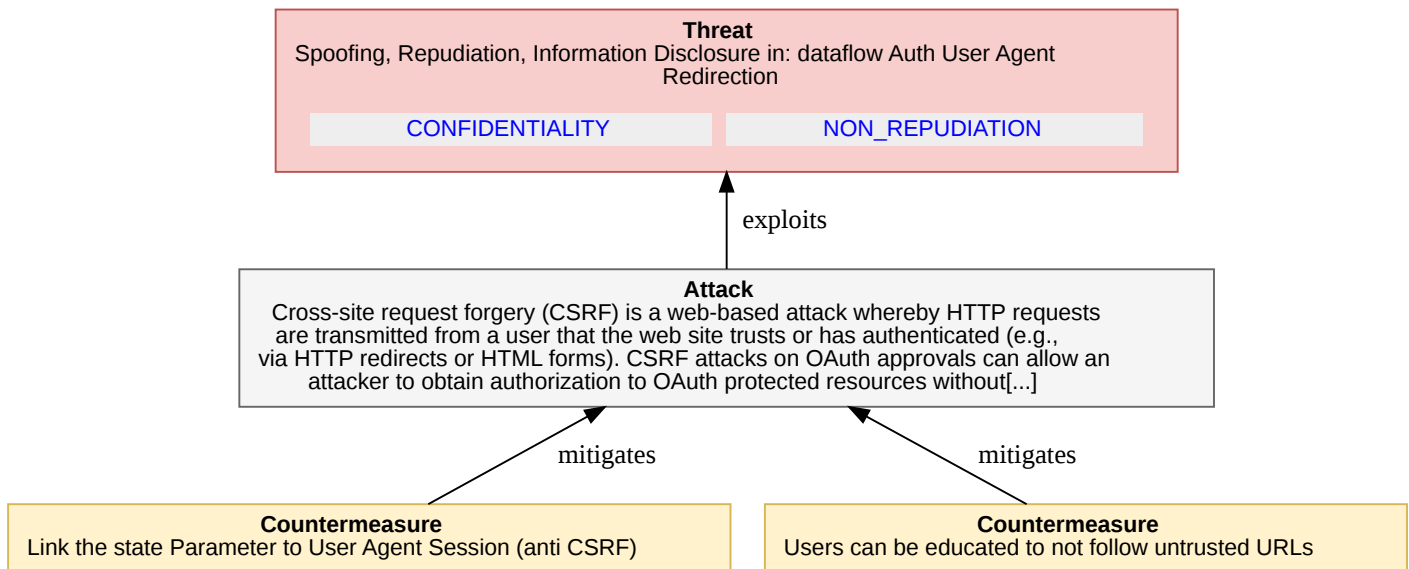 Threat
Spoofing, Repudiation, Information Disclosure in: dataflow Auth User Agent
Redirection
CONFIDENTIALITY NON_REPUDIATION
exploits
Attack
Cross-site request forgery (CSRF) is a web-based attack whereby HTTP requests
are transmitted from a user that the web site trusts or has authenticated (e.g.,
via HTTP redirects or HTML forms). CSRF attacks on OAuth approvals can allow an
attacker to obtain authorization to OAuth protected resources without[...]
mitigates mitigates
Countermeasure
Link the state Parameter to User Agent Session (anti CSRF)
Countermeasure
Users can be educated to not follow untrusted URLs